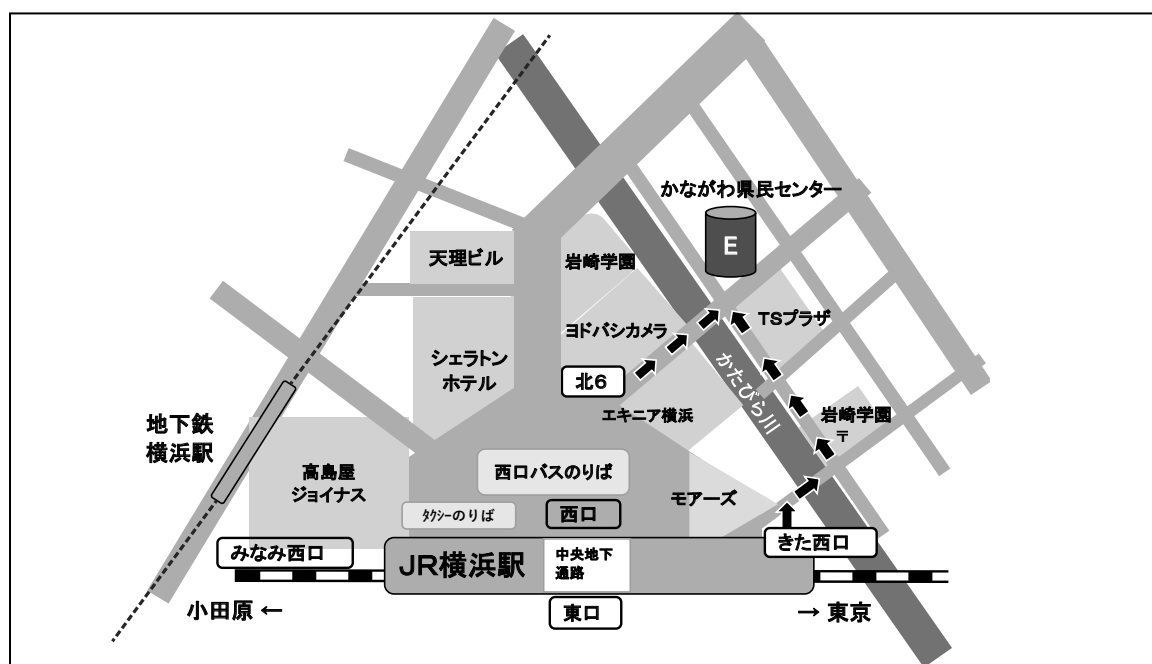 かながわ県民センター
E
天理ビル
岩崎学園
TSプラザ
ヨドバシカメラ
シェラトン
ホテル
北6
かたびら川
エキニア横浜
岩崎学園
〒
地下鉄
横浜駅
高島屋
ジョイナス
西口バスのりば
モアーズ
タクシーのりば
西口
みなみ西口
きた西口
JR横浜駅
中央地下
通路
小田原 ←
東口
→ 東京